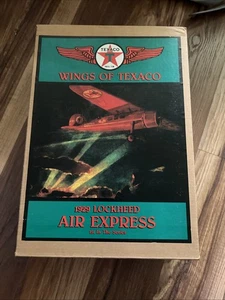 TEXACO
WINGS OF TEXACO
1929 LOCKHEED
AIR EXPRESS